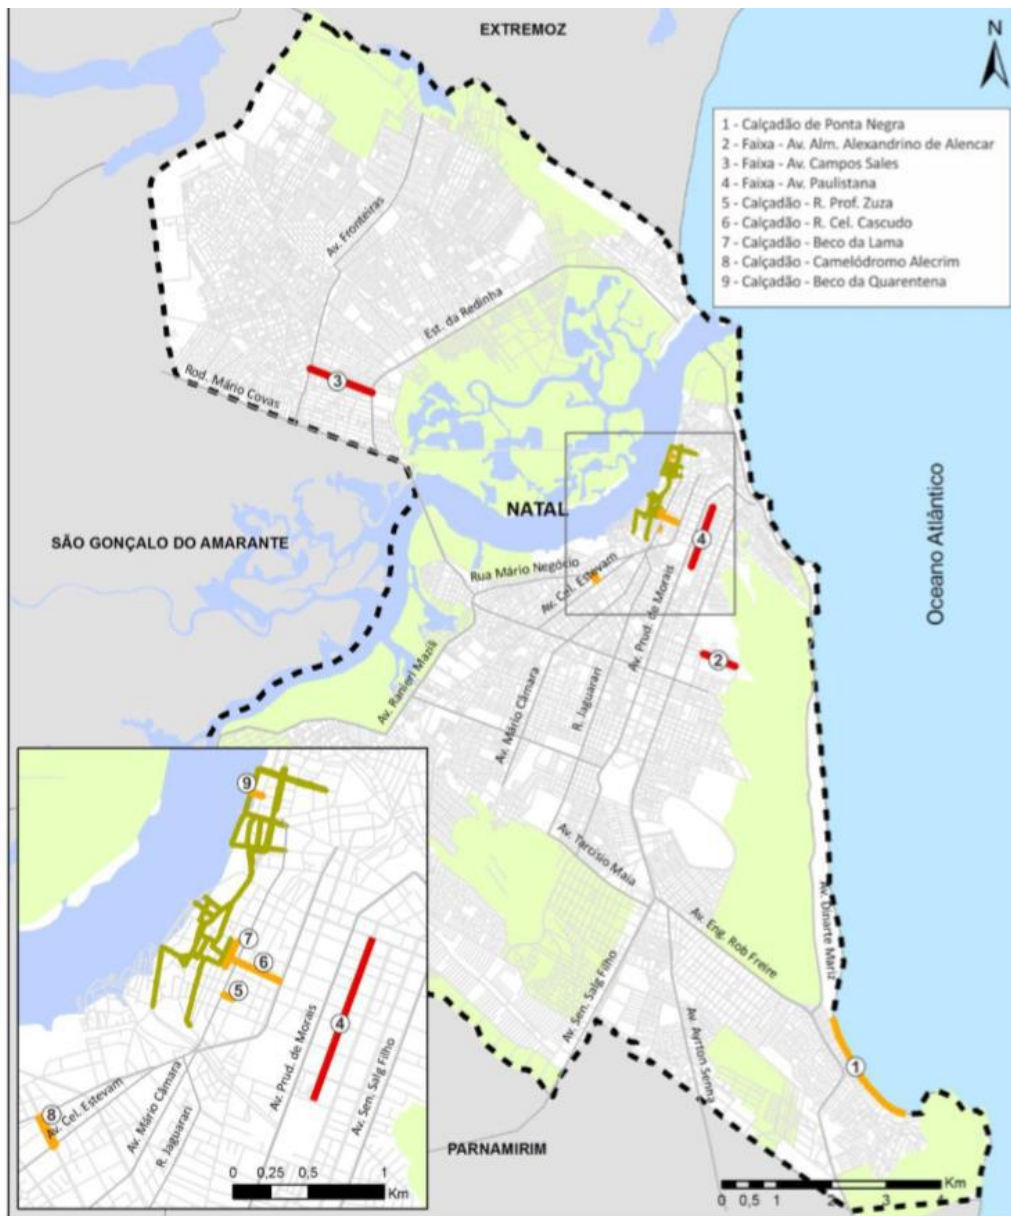 EXTREMOZ
N
1 - Calçadão de Ponta Negra
2 - Faixa - Av. Alm. Alexandrino de Alencar
3 - Faixa - Av. Campos Sales
4 - Faixa - Av. Paulistana
5 - Calçadão - R. Prof. Zuza
6 - Calçadão - R. Cel. Cascudo
7 - Calçadão - Beco da Lama
8 - Calçadão - Camelódromo Alecrim
9 - Calçadão - Beco da Quarentena
Av. Fronteiras
Est. da Redinha
Rod. Mário Covas
3
NATAL
SÃO GONÇALO DO AMARANTE
Oceano Atlântico
4
Rua Mário Negócio
Av. Cel. Estevam
Av. Prud. de Morais
2
Av. Ranieri Mazili
Av. Mário Câmara
R. Jaguarari
Av. Tarcísio Maia
Av. Eng. Rob Freire
Av. Dinarte Mariz
Av. Sen. Salg Filho
Av. Ayrton Senna
1
PARNAMIRIM
0 0,5 1 2 3 4
Km
9
7
6
5
4
8
Av. Cel. Estevam
Av. Mário Câmara
R. Jaguarari
Av. Prud. de Morais
Av. Sen. Salg Filho
0 0,25 0,5 1
Km